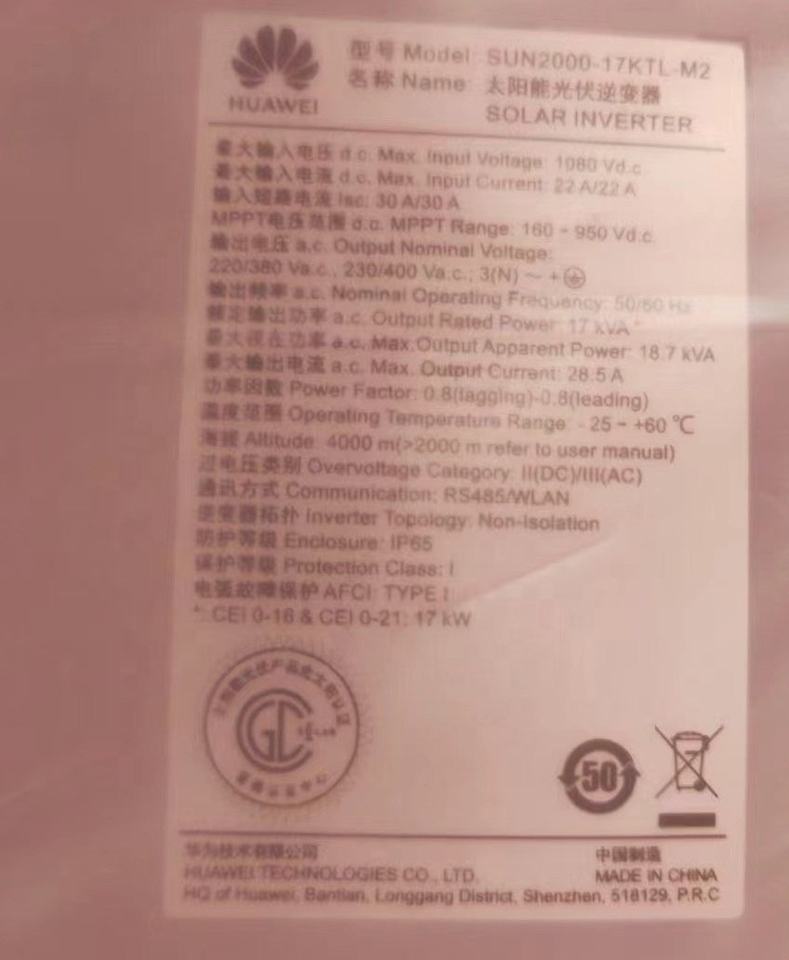 HUAWEI
型号 Model: SUN2000-17KTL-M2
名称 Name: 太阳能光伏逆变器
SOLAR INVERTER
最大输入电压 d.c. Max. Input Voltage: 1080 Vd.c.
最大输入电流 d.c. Max. Input Current: 22 A/22 A
输入短路电流 Isc: 30 A/30 A
MPPT电压范围 d.c. MPPT Range: 160 ~ 950 Vd.c.
输出电压 a.c. Output Nominal Voltage:
220/380 Va.c., 230/400 Va.c.; 3(N) ~ +
输出频率 a.c. Nominal Operating Frequency: 50/60 Hz
额定输出功率 a.c. Output Rated Power: 17 kVA *
最大视在功率 a.c. Max.Output Apparent Power: 18.7 kVA
最大输出电流 a.c. Max. Output Current: 28.5 A
功率因数 Power Factor: 0.8(lagging)-0.8(leading)
温度范围 Operating Temperature Range: - 25 ~ +60 ℃
海拔 Altitude: 4000 m(>2000 m refer to user manual)
过电压类别 Overvoltage Category: II(DC)/III(AC)
通讯方式 Communication: RS485/WLAN
逆变器拓扑 Inverter Topology: Non-Isolation
防护等级 Enclosure: IP65
保护等级 Protection Class: I
电弧故障保护 AFCI: TYPE I
*: CEI 0-16 & CEI 0-21: 17 kW
CGC
50
华为技术有限公司
中国制造
HUAWEI TECHNOLOGIES CO., LTD.
MADE IN CHINA
HQ of Huawei, Bantian, Longgang District, Shenzhen, 518129, P.R.C